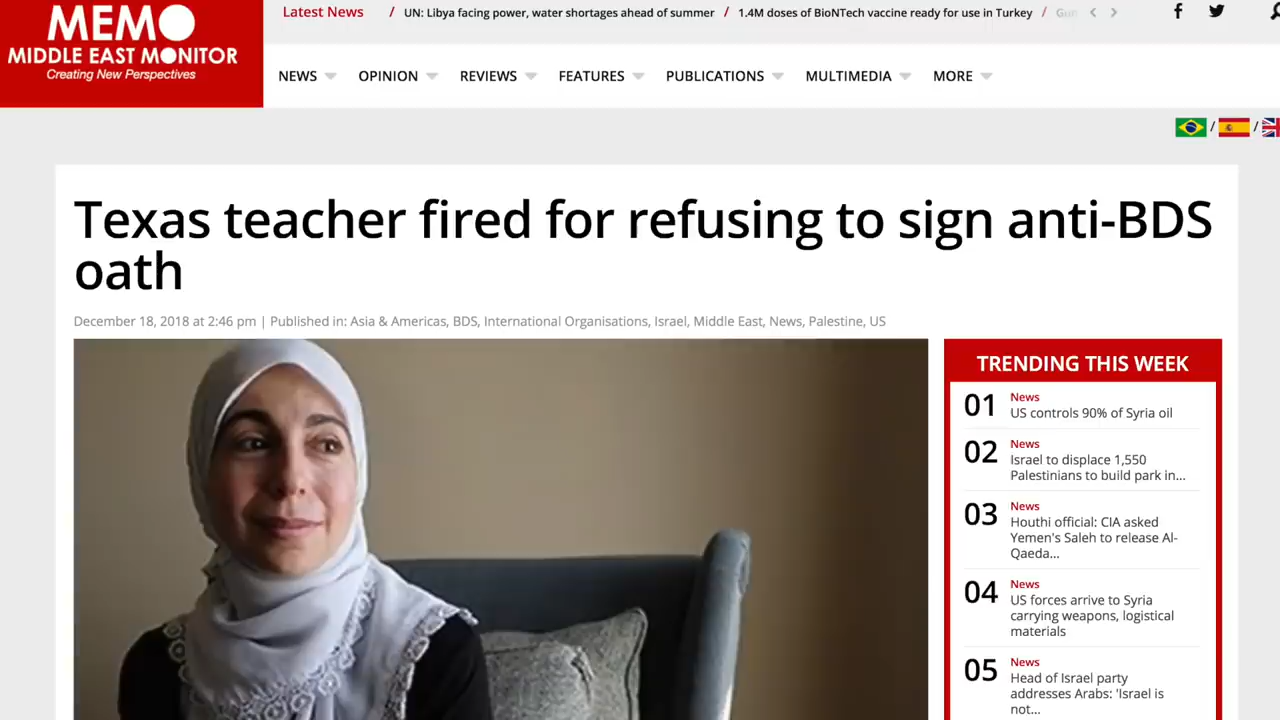 MEMO
MIDDLE EAST MONITOR
Creating New Perspectives
Latest News / UN: Libya facing power, water shortages ahead of summer / 1.4M doses of BioNTech vaccine ready for use in Turkey /
NEWS OPINION REVIEWS FEATURES PUBLICATIONS MULTIMEDIA MORE
/ /
Texas teacher fired for refusing to sign anti-BDS
oath
December 18, 2018 at 2:46 pm | Published in: Asia & Americas, BDS, International Organisations, Israel, Middle East, News, Palestine, US
TRENDING THIS WEEK
01 News
US controls 90% of Syria oil
02 News
Israel to displace 1,550
Palestinians to build park in...
03 News
Houthi official: CIA asked
Yemen's Saleh to release Al-
Qaeda...
04 News
US forces arrive to Syria
carrying weapons, logistical
materials
05 News
Head of Israel party
addresses Arabs: 'Israel is
not...